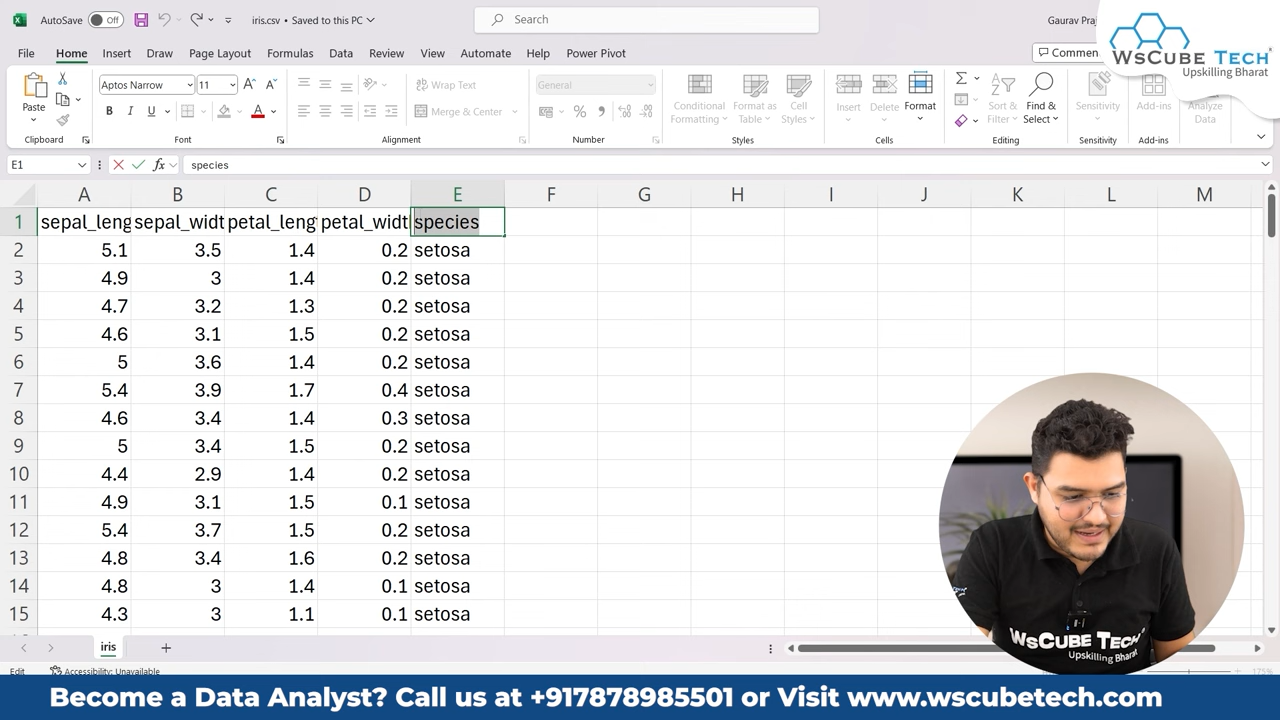 AutoSave Off iris.csv • Saved to this PC Search Gaurav Praj
WsCube Tech
Upskilling Bharat
File Home Insert Draw Page Layout Formulas Data Review View Automate Help Power Pivot
Paste Aptos Narrow 11 Wrap Text General Conditional Formatting Format as Table Cell Styles Insert Delete Format Sort & Filter Find & Select Sensitivity Add-ins Analyze Data
B I U Merge & Center
Clipboard Font Alignment Number Styles Cells Editing Sensitivity Add-ins
E1 fx species
A B C D E F G H I J K L M
1 sepal_leng sepal_widt petal_leng petal_widt species
2 5.1 3.5 1.4 0.2 setosa
3 4.9 3 1.4 0.2 setosa
4 4.7 3.2 1.3 0.2 setosa
5 4.6 3.1 1.5 0.2 setosa
6 5 3.6 1.4 0.2 setosa
7 5.4 3.9 1.7 0.4 setosa
8 4.6 3.4 1.4 0.3 setosa
9 5 3.4 1.5 0.2 setosa
10 4.4 2.9 1.4 0.2 setosa
11 4.9 3.1 1.5 0.1 setosa
12 5.4 3.7 1.5 0.2 setosa
13 4.8 3.4 1.6 0.2 setosa
14 4.8 3 1.4 0.1 setosa
15 4.3 3 1.1 0.1 setosa
WsCube Tech
Upskilling Bharat
iris
Edit Accessibility: Unavailable 175%
Become a Data Analyst? Call us at +917878985501 or Visit www.wscubetech.com